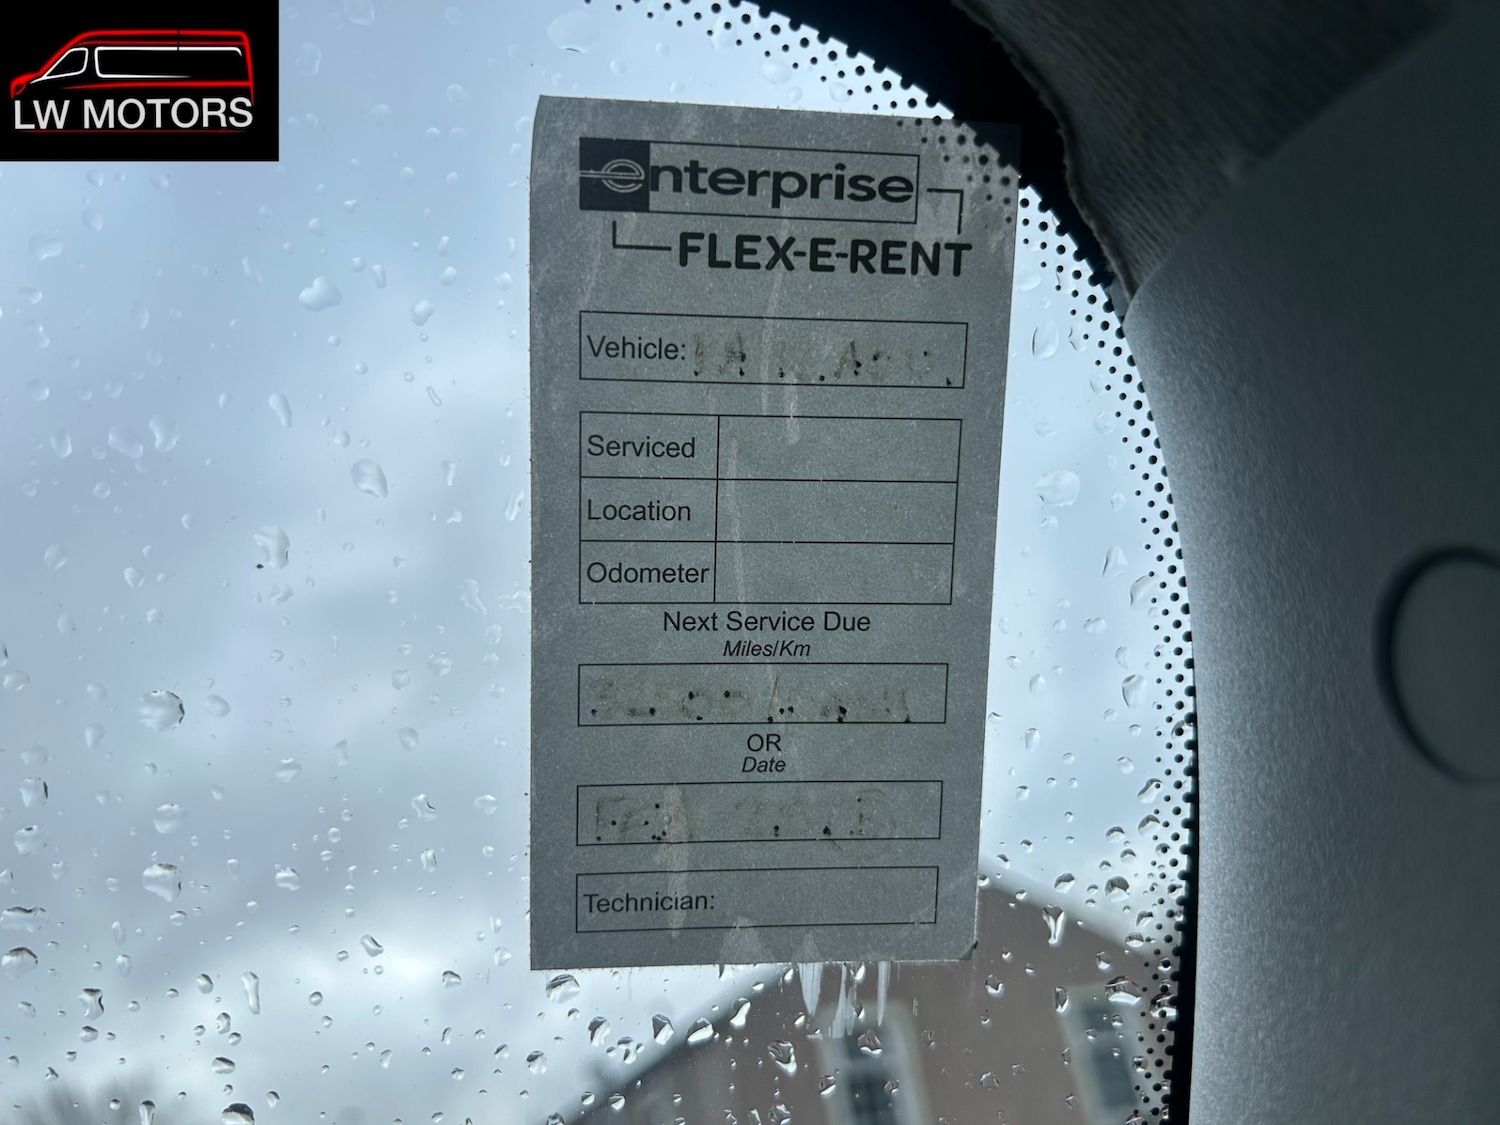 LW MOTORS
enterprise
FLEX-E-RENT
Vehicle:
Serviced
Location
Odometer
Next Service Due
Miles/Km
OR
Date
Technician: